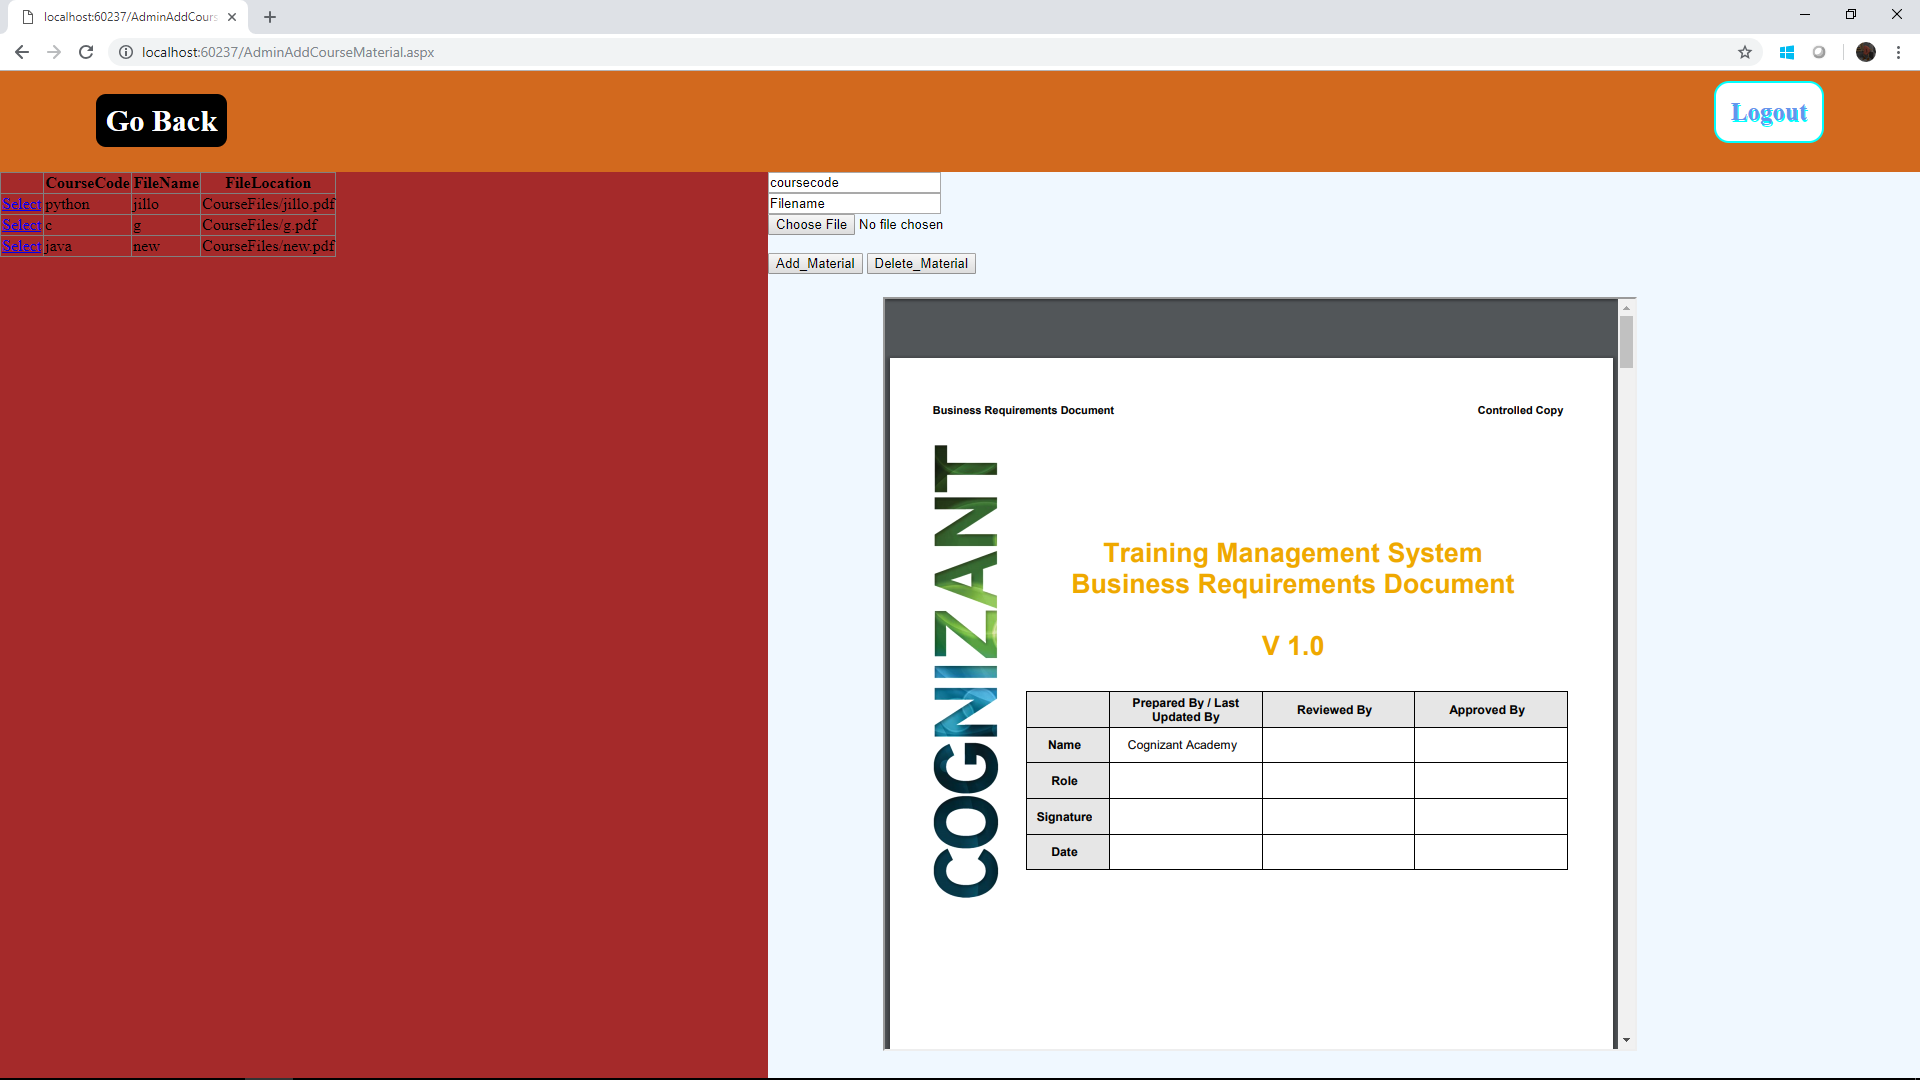 localhost:60237/AdminAddCours
localhost:60237/AdminAddCourseMaterial.aspx
Go Back
Logout
CourseCode FileName FileLocation
Select python jillo CourseFiles/jillo.pdf
Select c g CourseFiles/g.pdf
Select java new CourseFiles/new.pdf
coursecode
Filename
Choose File No file chosen
Add_Material Delete_Material
Business Requirements Document Controlled Copy
COGNIZANT
Training Management System
Business Requirements Document
V 1.0
Prepared By / Last
Updated By Reviewed By Approved By
Name Cognizant Academy
Role
Signature
Date